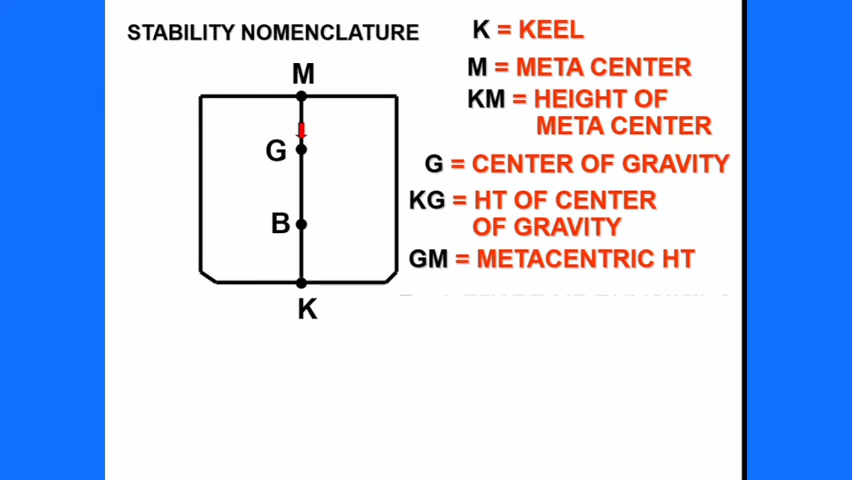 STABILITY NOMENCLATURE
K = KEEL
M = META CENTER
KM = HEIGHT OF
META CENTER
G = CENTER OF GRAVITY
KG = HT OF CENTER
OF GRAVITY
GM = METACENTRIC HT
M
G
B
K